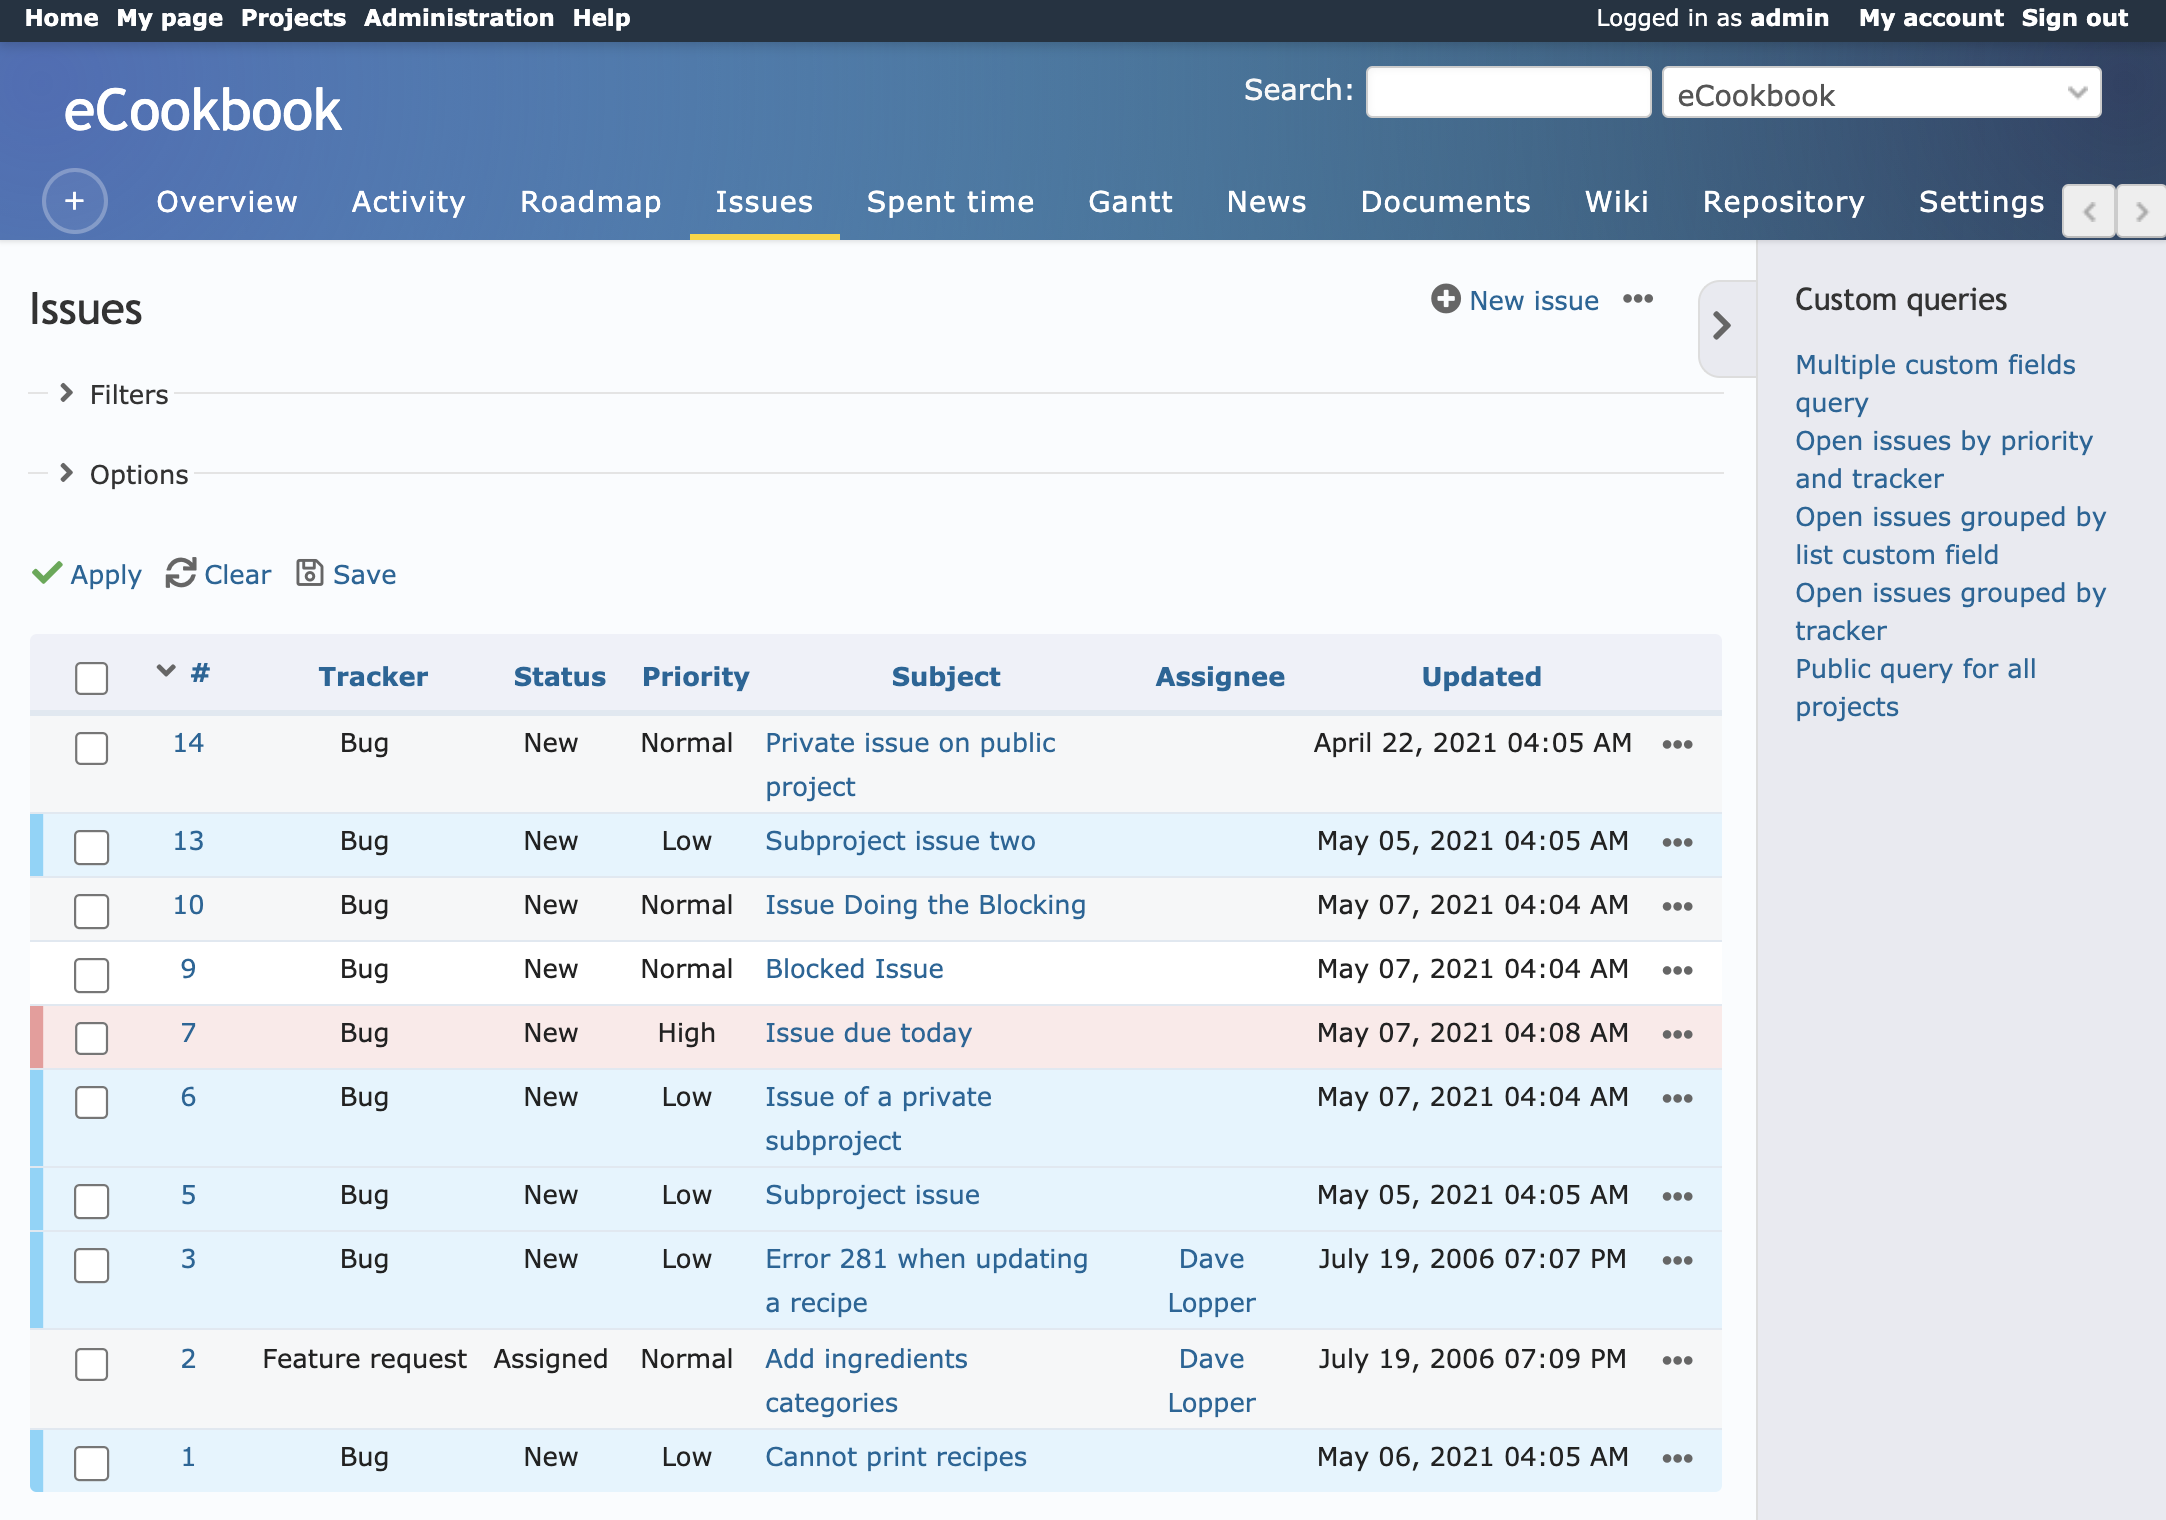 Home My page Projects Administration Help Logged in as admin My account Sign out
eCookbook
Search: eCookbook
+ Overview Activity Roadmap Issues Spent time Gantt News Documents Wiki Repository Settings
Issues
New issue
Filters
Options
Apply Clear Save
# Tracker Status Priority Subject Assignee Updated
14 Bug New Normal Private issue on public April 22, 2021 04:05 AM
project
13 Bug New Low Subproject issue two May 05, 2021 04:05 AM
10 Bug New Normal Issue Doing the Blocking May 07, 2021 04:04 AM
9 Bug New Normal Blocked Issue May 07, 2021 04:04 AM
7 Bug New High Issue due today May 07, 2021 04:08 AM
6 Bug New Low Issue of a private May 07, 2021 04:04 AM
subproject
5 Bug New Low Subproject issue May 05, 2021 04:05 AM
3 Bug New Low Error 281 when updating Dave July 19, 2006 07:07 PM
a recipe Lopper
2 Feature request Assigned Normal Add ingredients Dave July 19, 2006 07:09 PM
categories Lopper
1 Bug New Low Cannot print recipes May 06, 2021 04:05 AM
Custom queries
Multiple custom fields
query
Open issues by priority
and tracker
Open issues grouped by
list custom field
Open issues grouped by
tracker
Public query for all
projects